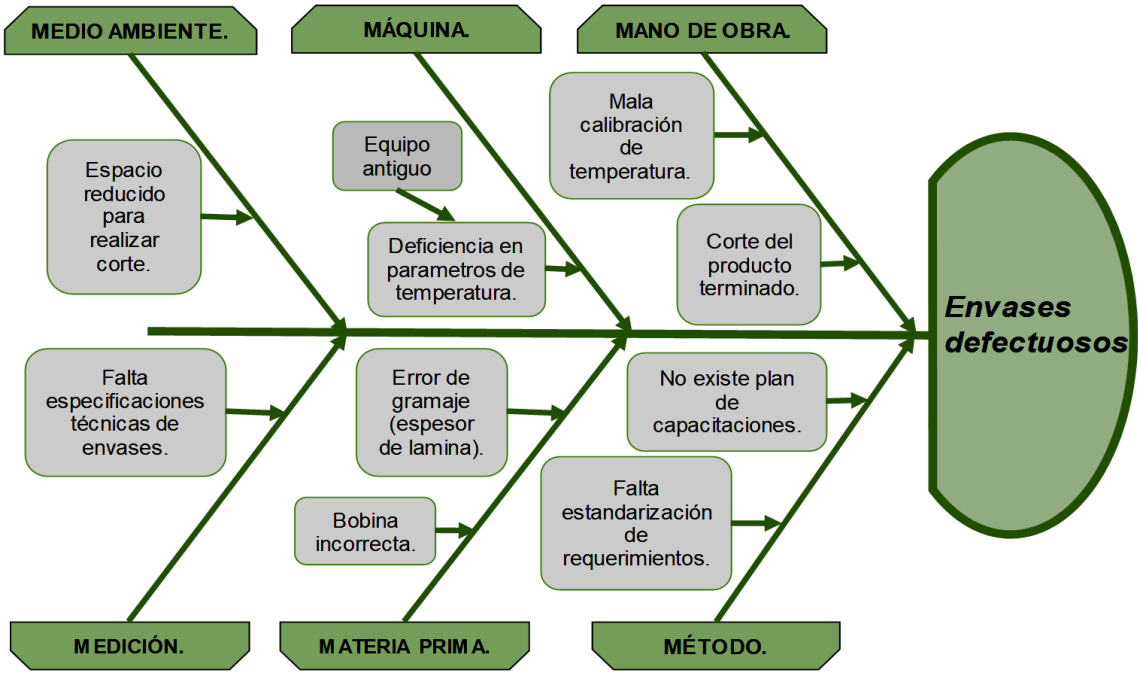 MEDIO AMBIENTE.
MÁQUINA.
MANO DE OBRA.
Mala
calibración
de
temperatura.
Equipo
antiguo
Espacio
reducido
para
realizar
corte.
Deficiencia en
parametros de
temperatura.
Corte del
producto
terminado.
Envases
defectuosos
Falta
especificaciones
técnicas de
envases.
Error de
gramaje
(espesor
de lamina).
No existe plan
de
capacitaciones.
Bobina
incorrecta.
Falta
estandarización
de
requerimientos.
MEDICIÓN.
MATERIA PRIMA.
MÉTODO.